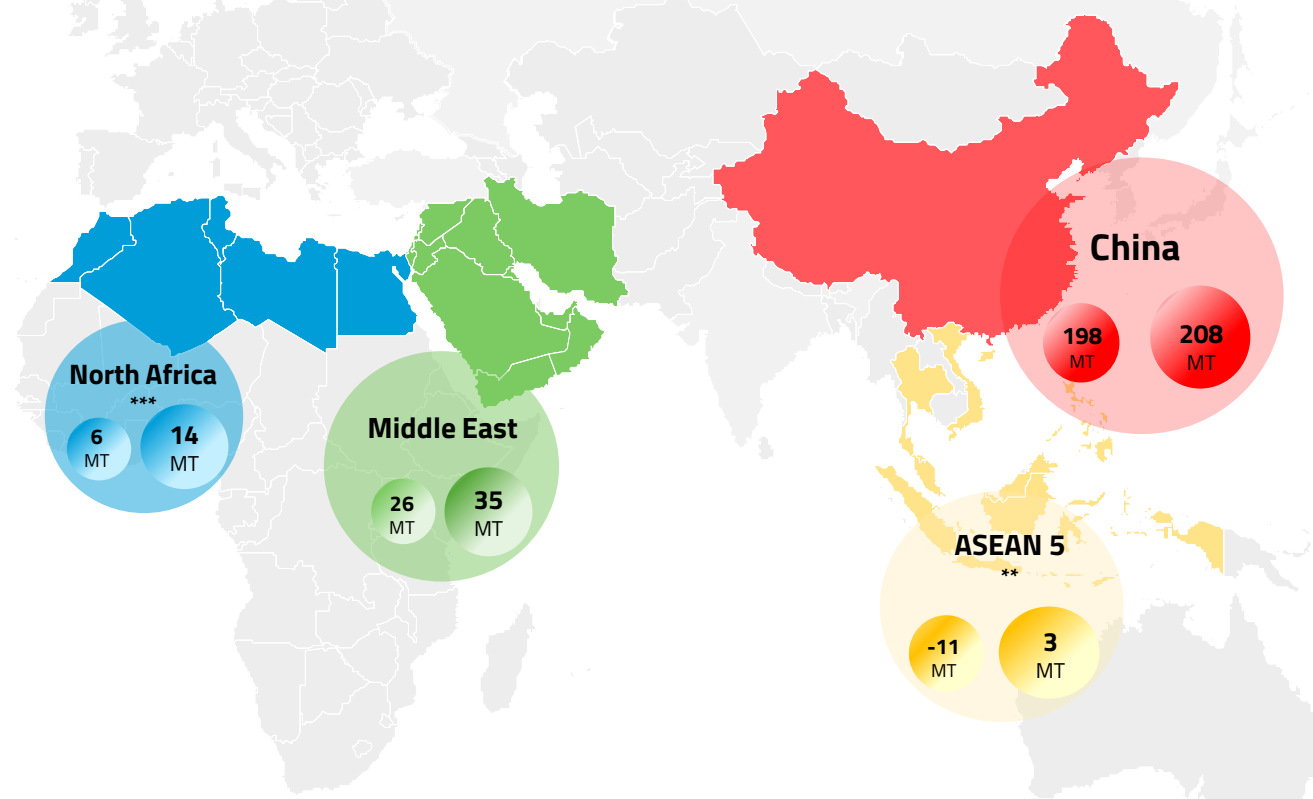 China
198
MT
208
MT
North Africa
***
6
MT
14
MT
Middle East
26
MT
35
MT
ASEAN 5
**
-11
MT
3
MT